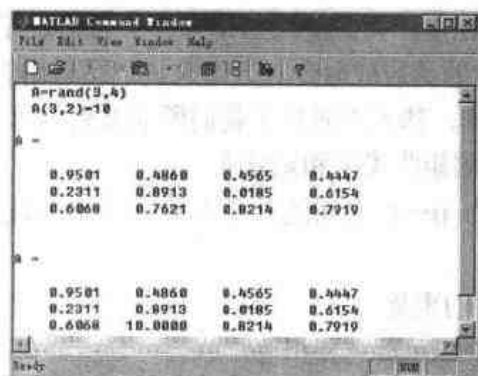 MATLAB Command Window
File Edit View Window Help
A=rand(3,4)
A(3,2)=10
A =
0.9501 0.4860 0.4565 0.4447
0.2311 0.8913 0.0185 0.6154
0.6068 0.7621 0.8214 0.7919
A =
0.9501 0.4860 0.4565 0.4447
0.2311 0.8913 0.0185 0.6154
0.6068 10.0000 0.8214 0.7919
Ready NUM